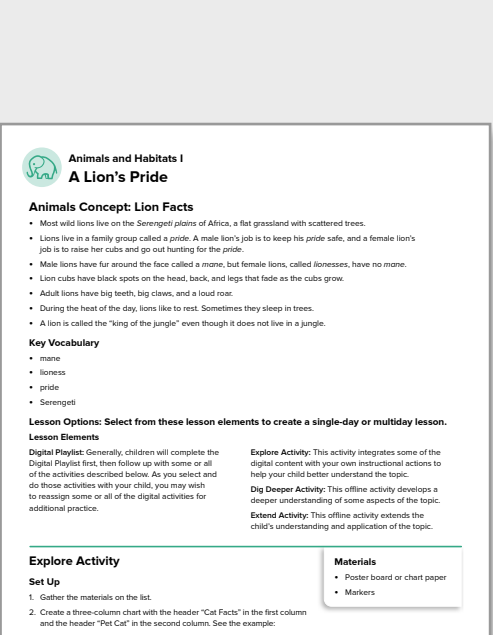 Animals and Habitats I
A Lion's Pride
Animals Concept: Lion Facts
• Most wild lions live on the Serengeti plains of Africa, a flat grassland with scattered trees.
• Lions live in a family group called a pride. A male lion's job is to keep his pride safe, and a female lion's
job is to raise her cubs and go out hunting for the pride.
• Male lions have fur around the face called a mane, but female lions, called lionesses, have no mane.
• Lion cubs have black spots on the head, back, and legs that fade as the cubs grow.
• Adult lions have big teeth, big claws, and a loud roar.
• During the heat of the day, lions like to rest. Sometimes they sleep in trees.
• A lion is called the “king of the jungle” even though it does not live in a jungle.
Key Vocabulary
• mane
• lioness
• pride
• Serengeti
Lesson Options: Select from these lesson elements to create a single-day or multiday lesson.
Lesson Elements
Digital Playlist: Generally, children will complete the
Digital Playlist first, then follow up with some or all
of the activities described below. As you select and
do those activities with your child, you may wish
to reassign some or all of the digital activities for
additional practice.
Explore Activity: This activity integrates some of the
digital content with your own instructional actions to
help your child better understand the topic.
Dig Deeper Activity: This offline activity develops a
deeper understanding of some aspects of the topic.
Extend Activity: This offline activity extends the
child's understanding and application of the topic.
Explore Activity
Set Up
1. Gather the materials on the list.
2. Create a three-column chart with the header “Cat Facts” in the first column
and the header “Pet Cat” in the second column. See the example:
Materials
• Poster board or chart paper
• Markers